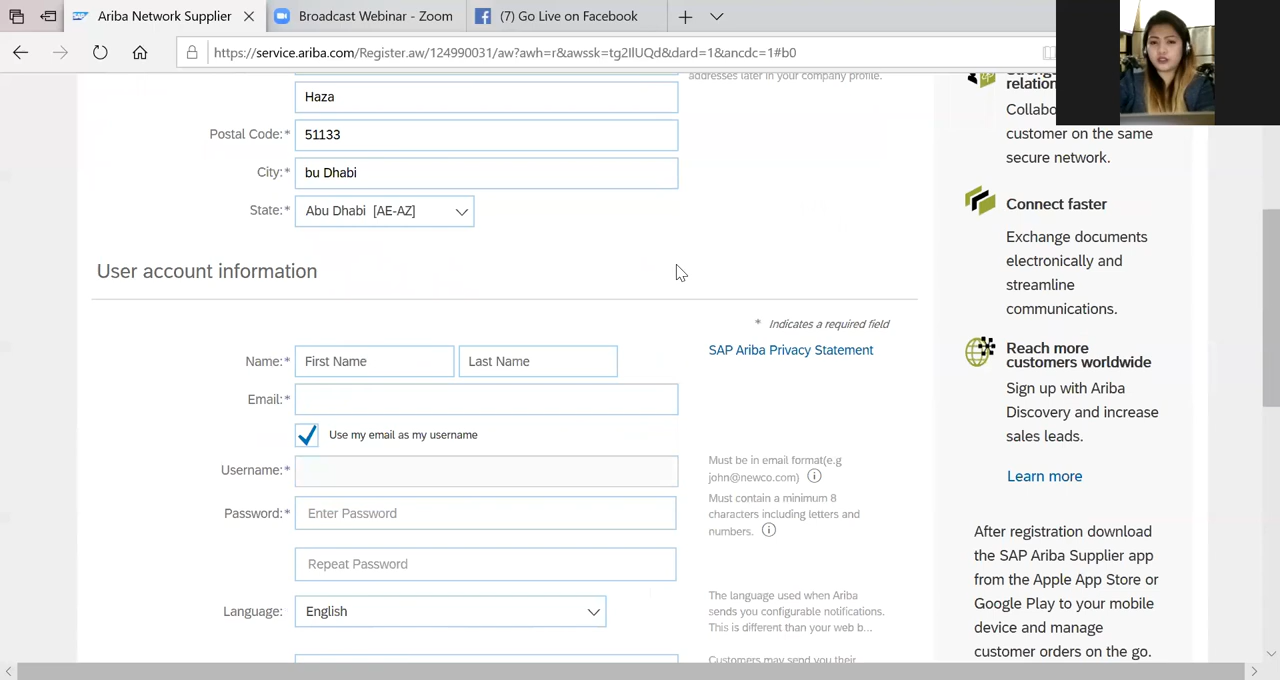 Ariba Network Supplier
Broadcast Webinar - Zoom
(7) Go Live on Facebook
https://service.ariba.com/Register.aw/124990031/aw?awh=r&awssk=tg2IlUQd&dard=1&ancdc=1#b0
addresses later in your company profile.
Haza
Postal Code:*
51133
City:*
bu Dhabi
State:*
Abu Dhabi [AE-AZ]
User account information
* Indicates a required field
Name:*
First Name
Last Name
SAP Ariba Privacy Statement
Email:*
Use my email as my username
Username:*
Must be in email format(e.g
john@newco.com)
Password:*
Enter Password
Must contain a minimum 8
characters including letters and
numbers.
Repeat Password
Language:
English
The language used when Ariba
sends you configurable notifications.
This is different than your web b...
Customers may send you their
relation
Collabo
customer on the same
secure network.
Connect faster
Exchange documents
electronically and
streamline
communications.
Reach more
customers worldwide
Sign up with Ariba
Discovery and increase
sales leads.
Learn more
After registration download
the SAP Ariba Supplier app
from the Apple App Store or
Google Play to your mobile
device and manage
customer orders on the go.